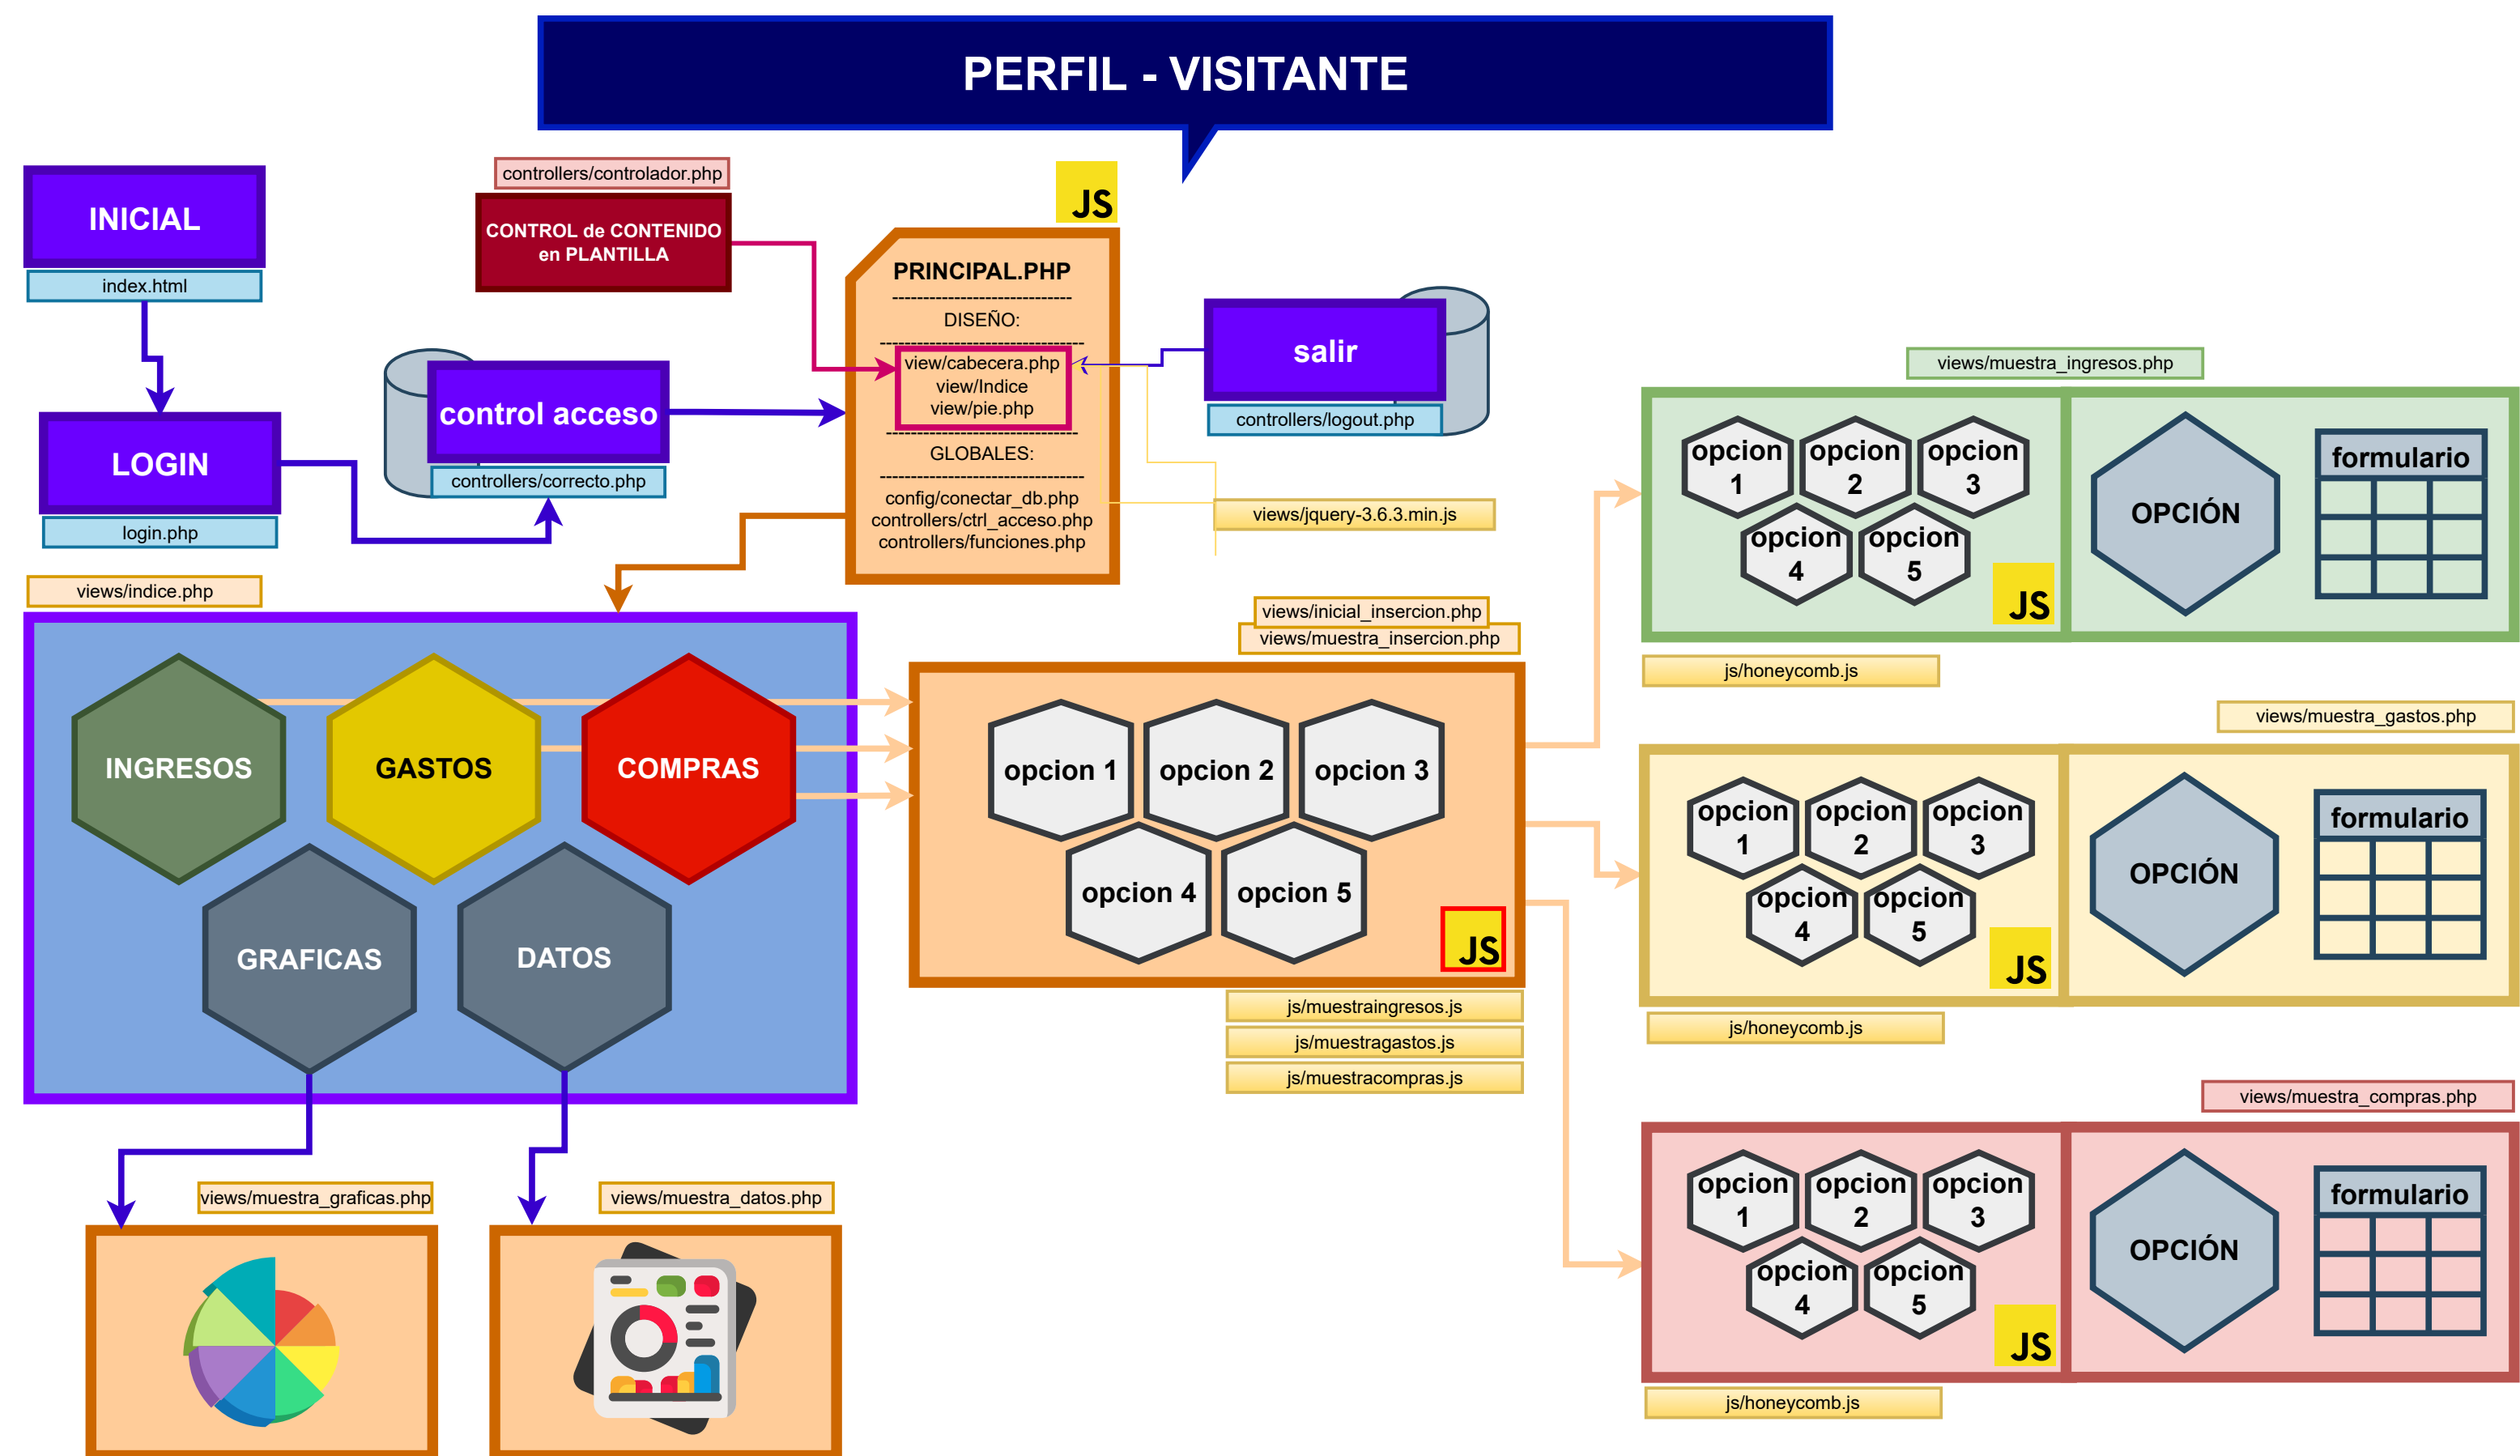 PERFIL - VISITANTE
INICIAL
index.html
controllers/controlador.php
CONTROL de CONTENIDO
en PLANTILLA
JS
PRINCIPAL.PHP
-----------------------------
DISEÑO:
---------------------------------
view/cabecera.php
view/Indice
view/pie.php
-------------------------------
GLOBALES:
---------------------------------
config/conectar_db.php
controllers/ctrl_acceso.php
controllers/funciones.php
salir
controllers/logout.php
control acceso
controllers/correcto.php
LOGIN
login.php
views/jquery-3.6.3.min.js
views/indice.php
INGRESOS
GASTOS
COMPRAS
GRAFICAS
DATOS
views/inicial_insercion.php
views/muestra_insercion.php
opcion 1
opcion 2
opcion 3
opcion 4
opcion 5
JS
js/muestraingresos.js
js/muestragastos.js
js/muestracompras.js
views/muestra_ingresos.php
opcion
1
opcion
2
opcion
3
opcion
4
opcion
5
JS
OPCIÓN
formulario
js/honeycomb.js
views/muestra_gastos.php
opcion
1
opcion
2
opcion
3
opcion
4
opcion
5
JS
OPCIÓN
formulario
js/honeycomb.js
views/muestra_compras.php
opcion
1
opcion
2
opcion
3
opcion
4
opcion
5
JS
OPCIÓN
formulario
js/honeycomb.js
views/muestra_graficas.php
views/muestra_datos.php